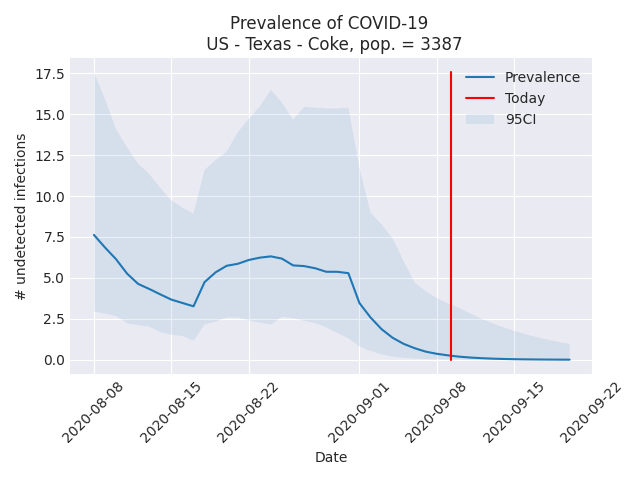 Prevalence of COVID-19
US - Texas - Coke, pop. = 3387
Prevalence
Today
95CI
# undetected infections
17.5
15.0
12.5
10.0
7.5
5.0
2.5
0.0
2020-08-08
2020-08-15
2020-08-22
2020-09-01
2020-09-08
2020-09-15
2020-09-22
Date